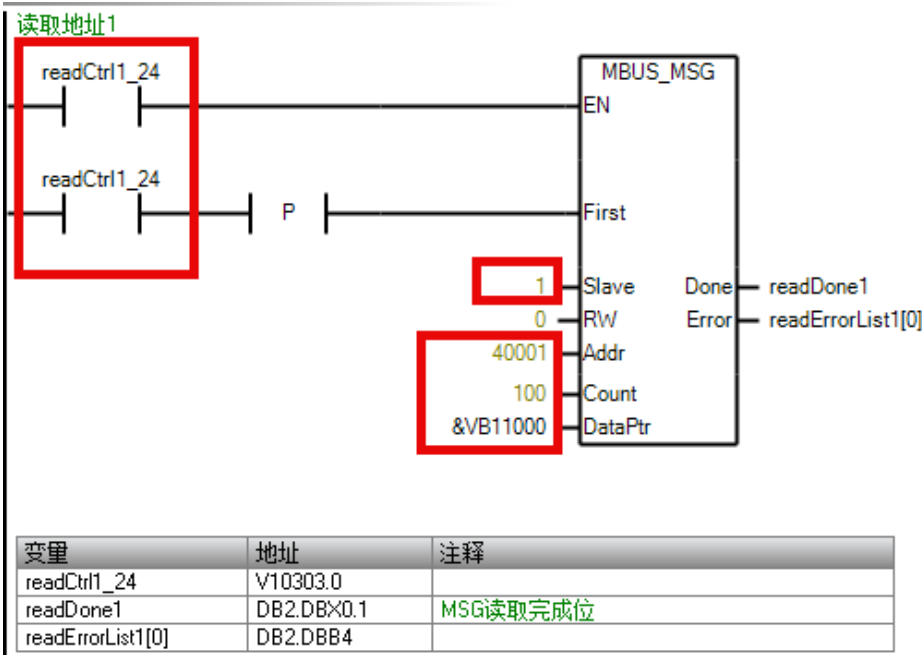 读取地址1
readCtrl1_24
MBUS_MSG
EN
readCtrl1_24
P
First
1 Slave Done readDone1
0 RW Error readErrorList1[0]
40001 Addr
100 Count
&VB11000 DataPtr
变量 地址 注释
readCtrl1_24 V10303.0
readDone1 DB2.DBX0.1 MSG读取完成位
readErrorList1[0] DB2.DBB4